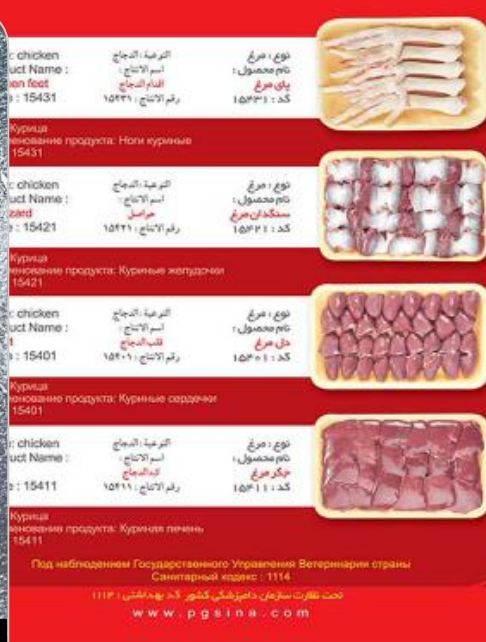 : chicken
uct Name :
en feet
: 15431
النوعية : الدجاج
اسم الانتاج :
اقدام الدجاج
رقم الانتاج : ۱۵۴۳۱
نوع : مرغ
نام محصول :
پای مرغ
کد : ۱۵۴۳۱
Курица
менование продукта: Ноги куриные
15431
: chicken
uct Name :
zard
: 15421
النوعية : الدجاج
اسم الانتاج :
حراصل
رقم الانتاج : ۱۵۴۲۱
نوع : مرغ
نام محصول :
سنگدان مرغ
کد : ۱۵۴۲۱
Курица
менование продукта: Куриные желудочки
15421
: chicken
uct Name :
t
: 15401
النوعية : الدجاج
اسم الانتاج :
قلب الدجاج
رقم الانتاج : ۱۵۴۰۱
نوع : مرغ
نام محصول :
دل مرغ
کد : ۱۵۴۰۱
Курица
менование продукта: Куриные сердечки
15401
: chicken
uct Name :
: 15411
النوعية : الدجاج
اسم الانتاج :
كبد الدجاج
رقم الانتاج : ۱۵۴۱۱
نوع : مرغ
نام محصول :
جگر مرغ
کد : ۱۵۴۱۱
Курица
менование продукта: Куриная печень
15411
Под наблюдением Государственного Управления Ветеринарии страны
Санитарный кодекс : 1114
تحت نظارت سازمان دامپزشکی کشور کد بهداشتی : ۱۱۱۴
www.pgsina.com